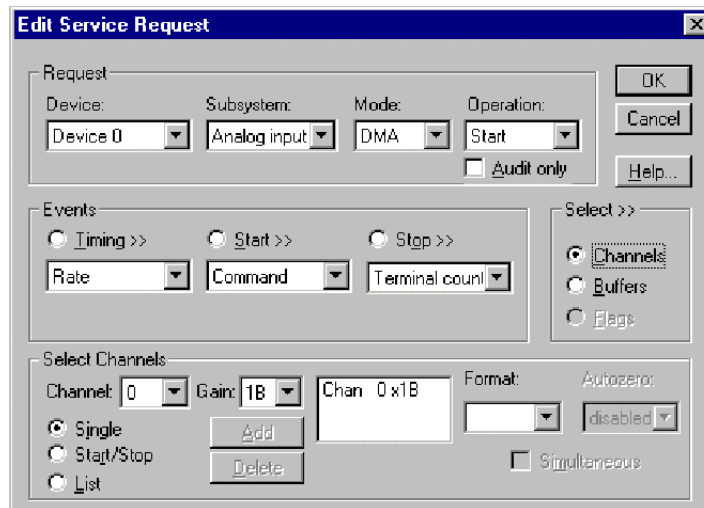 Edit Service Request
Request
Device: Subsystem: Mode: Operation:
Device 0 Analog input DMA Start
Audit only
OK
Cancel
Help...
Events
Timing >> Start >> Stop >>
Rate Command Terminal count
Select >>
Channels
Buffers
Flags
Select Channels
Channel: 0 Gain: 1B
Chan 0 x1B
Format: Autozero:
disabled
Single
Start/Stop
List
Add
Delete
Simultaneous